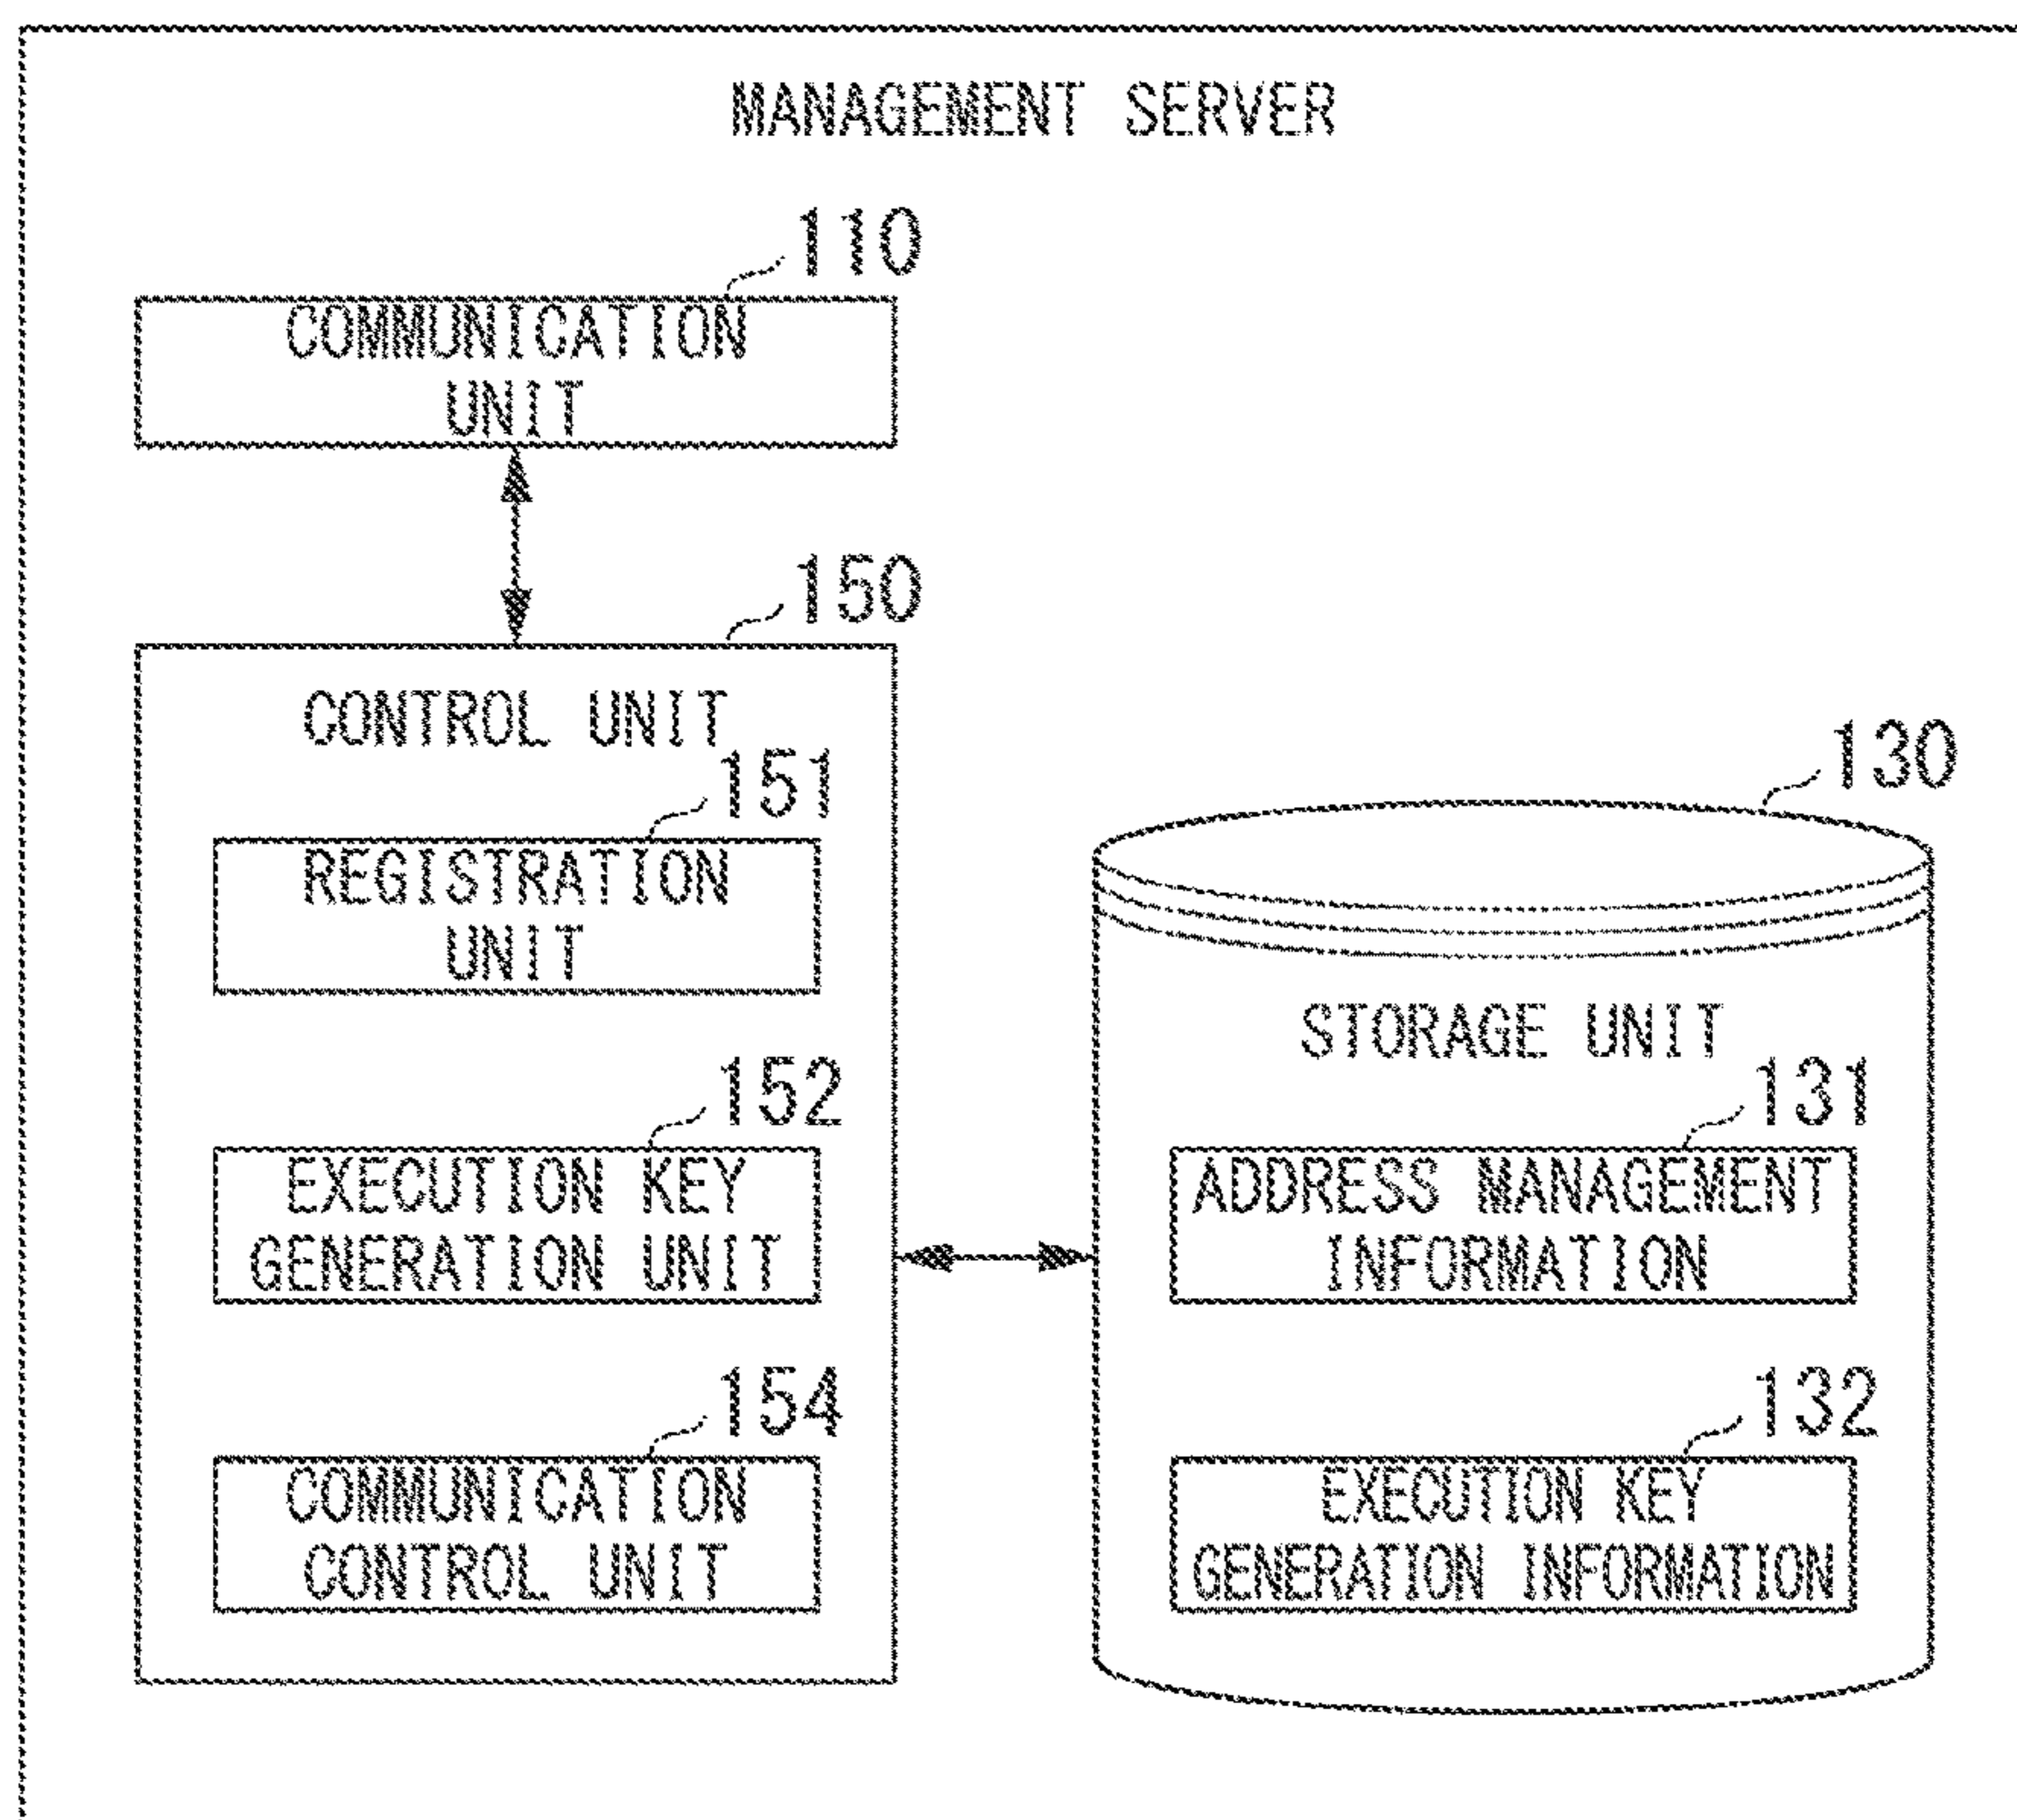 MANAGEMENT SERVER
110
COMMUNICATION
UNIT
150
CONTROL UNIT
151
REGISTRATION
UNIT
152
EXECUTION KEY
GENERATION UNIT
154
COMMUNICATION
CONTROL UNIT
130
STORAGE UNIT
131
ADDRESS MANAGEMENT
INFORMATION
132
EXECUTION KEY
GENERATION INFORMATION